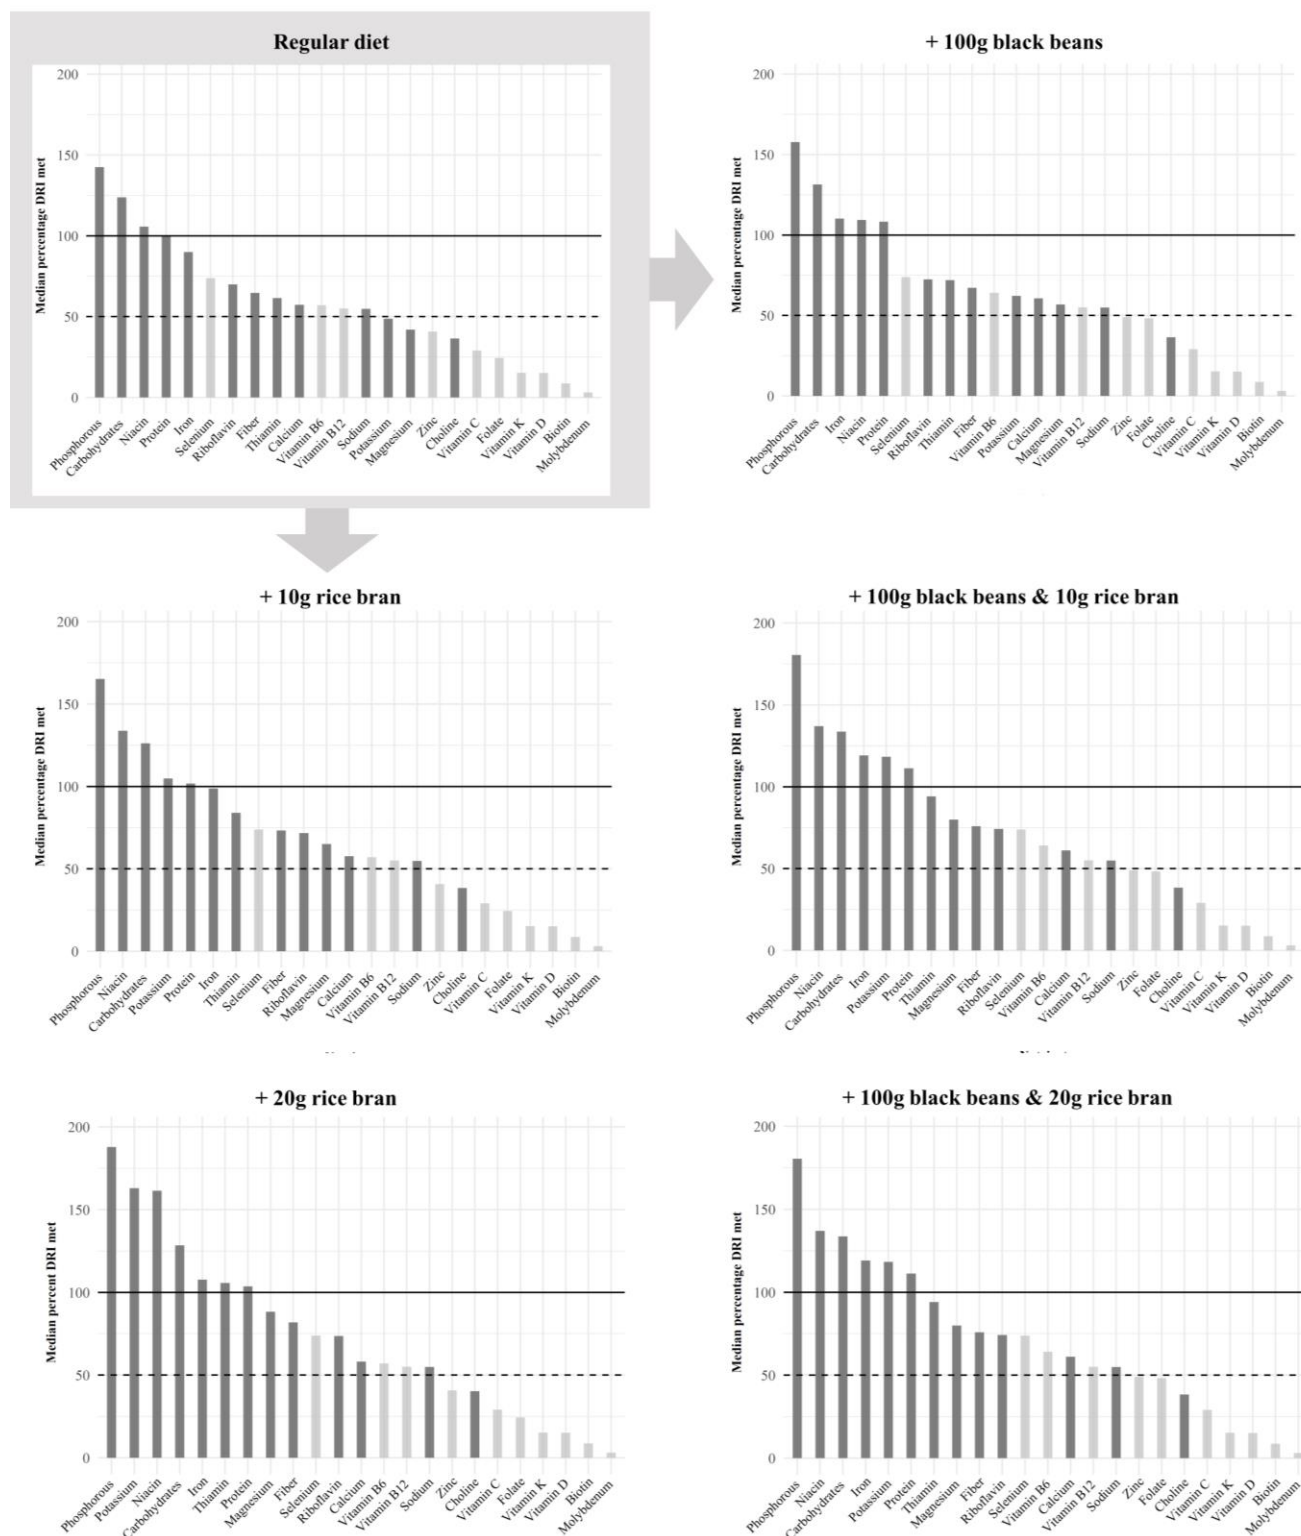 Regular diet
Median percentage DRI met
200
150
100
50
0
Phosphorous
Carbohydrates
Niacin
Protein
Iron
Selenium
Riboflavin
Fiber
Thiamin
Calcium
Vitamin B6
Vitamin B12
Sodium
Potassium
Magnesium
Zinc
Choline
Vitamin C
Folate
Vitamin K
Vitamin D
Biotin
Molybdenum
+ 100g black beans
Median percentage DRI met
200
150
100
50
0
Phosphorous
Carbohydrates
Iron
Niacin
Protein
Selenium
Riboflavin
Thiamin
Fiber
Vitamin B6
Potassium
Calcium
Magnesium
Vitamin B12
Sodium
Zinc
Folate
Choline
Vitamin C
Vitamin K
Vitamin D
Biotin
Molybdenum
+ 10g rice bran
Median percentage DRI met
200
150
100
50
0
Phosphorous
Niacin
Carbohydrates
Potassium
Protein
Iron
Thiamin
Selenium
Fiber
Riboflavin
Magnesium
Calcium
Vitamin B6
Vitamin B12
Sodium
Zinc
Choline
Vitamin C
Folate
Vitamin K
Vitamin D
Biotin
Molybdenum
+ 100g black beans & 10g rice bran
Median percentage DRI met
200
150
100
50
0
Phosphorous
Niacin
Carbohydrates
Iron
Potassium
Protein
Thiamin
Magnesium
Fiber
Riboflavin
Selenium
Vitamin B6
Calcium
Vitamin B12
Sodium
Zinc
Folate
Choline
Vitamin C
Vitamin K
Vitamin D
Biotin
Molybdenum
+ 20g rice bran
Median percent DRI met
200
150
100
50
0
Phosphorous
Potassium
Niacin
Carbohydrates
Iron
Thiamin
Protein
Magnesium
Fiber
Selenium
Riboflavin
Calcium
Vitamin B6
Vitamin B12
Sodium
Zinc
Choline
Vitamin C
Folate
Vitamin K
Vitamin D
Biotin
Molybdenum
+ 100g black beans & 20g rice bran
Median percentage DRI met
200
150
100
50
0
Phosphorous
Niacin
Carbohydrates
Iron
Potassium
Protein
Thiamin
Magnesium
Fiber
Riboflavin
Selenium
Vitamin B6
Calcium
Vitamin B12
Sodium
Zinc
Folate
Choline
Vitamin C
Vitamin K
Vitamin D
Biotin
Molybdenum